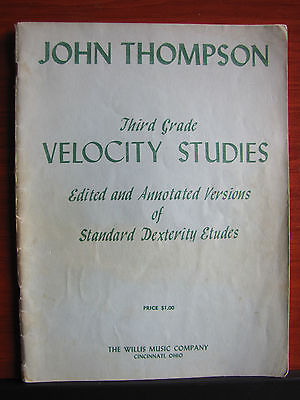 JOHN THOMPSON
Third Grade
VELOCITY STUDIES
Edited and Annotated Versions
of
Standard Dexterity Etudes
PRICE $1.00
THE WILLIS MUSIC COMPANY
CINCINNATI, OHIO